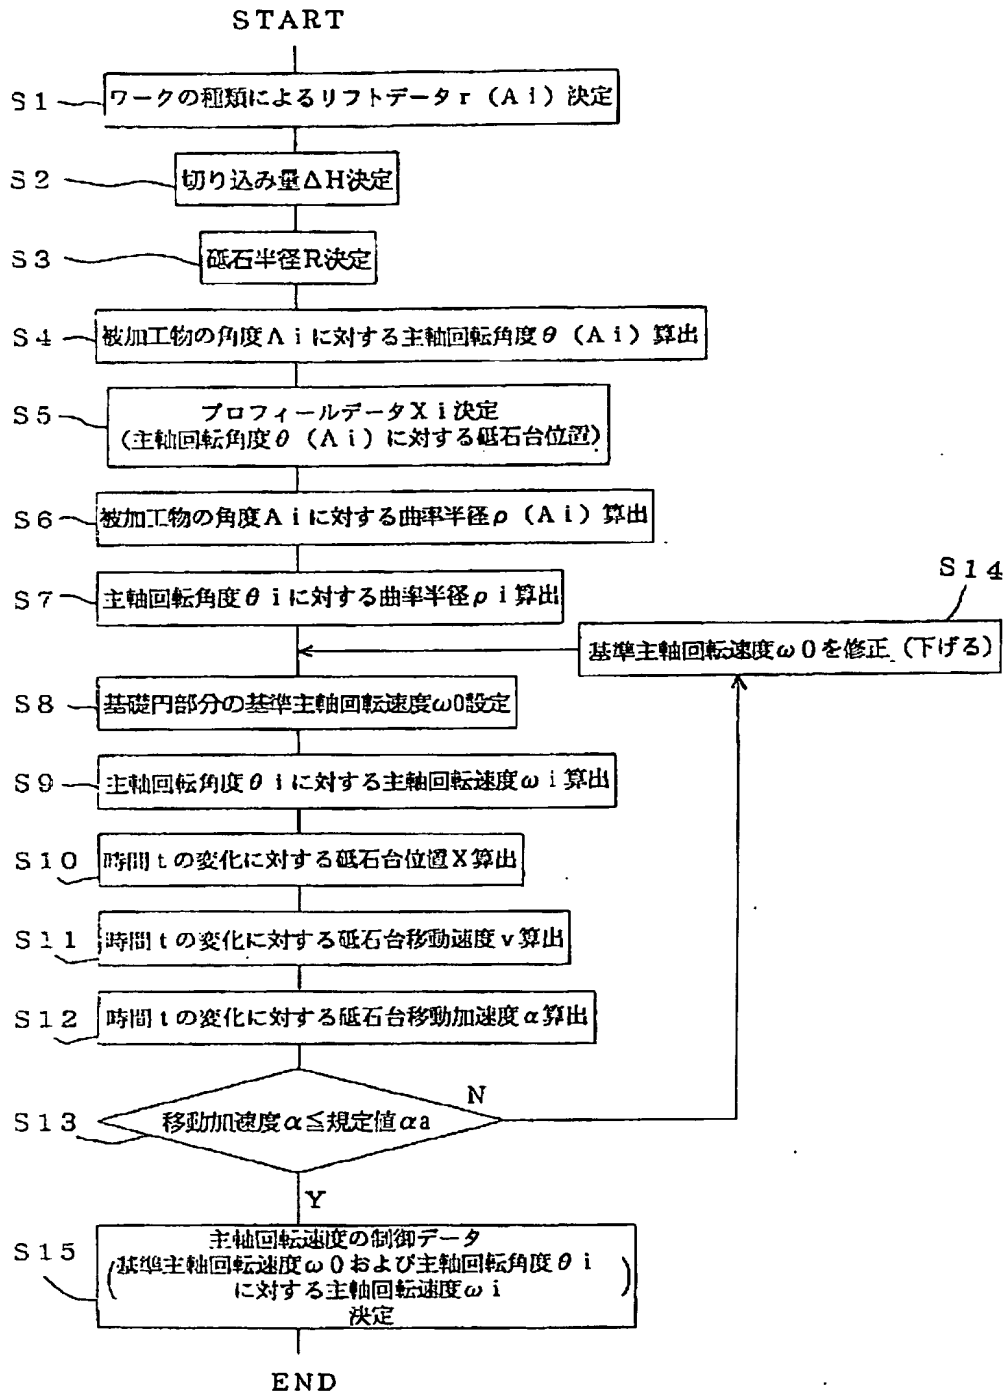 START
S1 ワークの種類によるリフトデータr (Ai) 決定
S2 切り込み量ΔH決定
S3 砥石半径R決定
S4 被加工物の角度Aiに対する主軸回転角度θ (Ai) 算出
S5 プロフィールデータXi決定
(主軸回転角度θ (Ai) に対する砥石台位置)
S6 被加工物の角度Aiに対する曲率半径ρ (Ai) 算出
S7 主軸回転角度θiに対する曲率半径ρi算出
S14
基準主軸回転速度ω0を修正 (下げる)
S8 基礎円部分の基準主軸回転速度ω0設定
S9 主軸回転角度θiに対する主軸回転速度ωi算出
S10 時間tの変化に対する砥石台位置X算出
S11 時間tの変化に対する砥石台移動速度v算出
S12 時間tの変化に対する砥石台移動加速度α算出
N
S13 移動加速度α≦規定値αa
Y
主軸回転速度の制御データ
S15 (基準主軸回転速度ω0および主軸回転角度θi
に対する主軸回転速度ωi)
決定
END